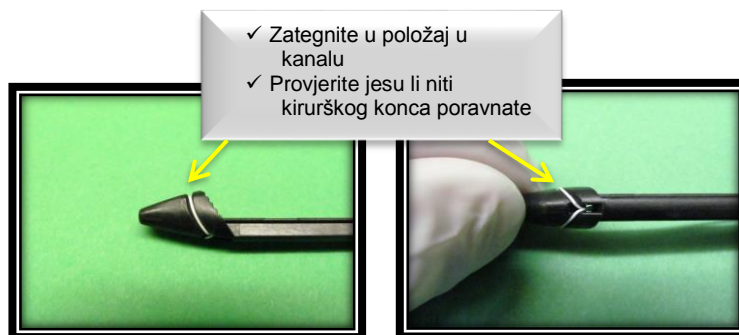 ✓ Zategnite u položaj u
kanalu
✓ Provjerite jesu li niti
kirurškog konca poravnate